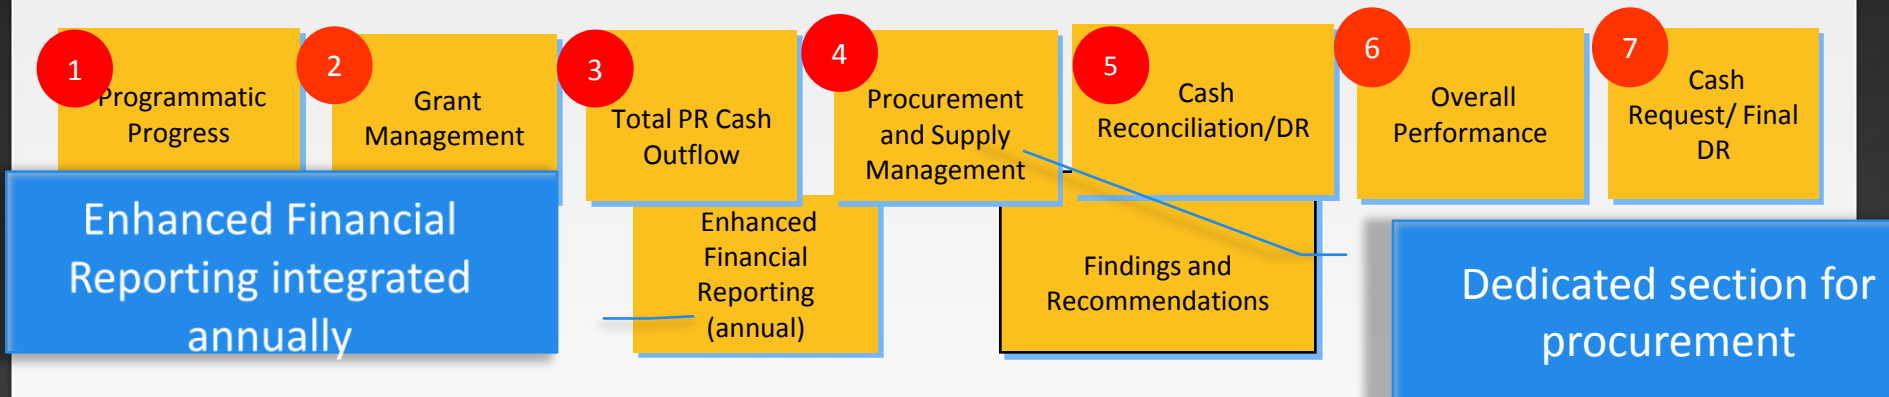 1
Programmatic
Progress
2
Grant
Management
3
Total PR Cash
Outflow
4
Procurement
and Supply
Management
5
Cash
Reconciliation/DR
6
Overall
Performance
7
Cash
Request/ Final
DR
Enhanced Financial
Reporting integrated
annually
Enhanced
Financial
Reporting
(annual)
Findings and
Recommendations
Dedicated section for
procurement